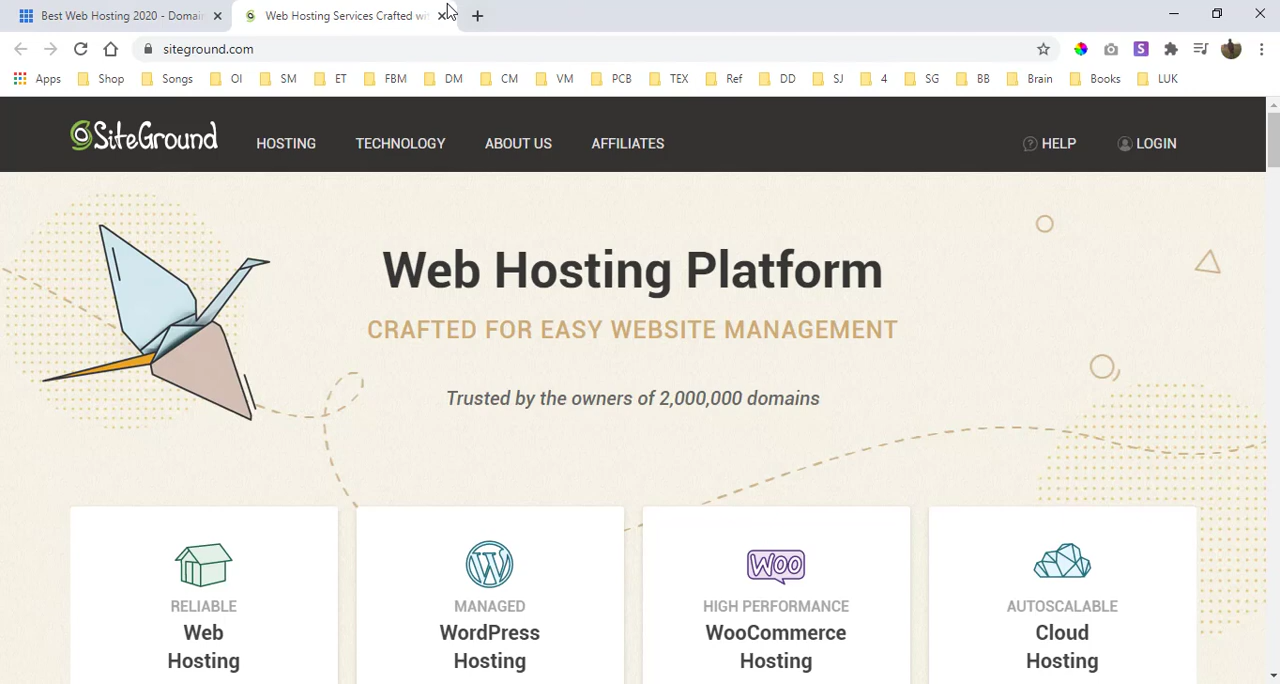 Best Web Hosting 2020 - Domai
Web Hosting Services Crafted wit
siteground.com
Apps Shop Songs OI SM ET FBM DM CM VM PCB TEX Ref DD SJ 4 SG BB Brain Books LUK
SiteGround HOSTING TECHNOLOGY ABOUT US AFFILIATES HELP LOGIN
Web Hosting Platform
CRAFTED FOR EASY WEBSITE MANAGEMENT
Trusted by the owners of 2,000,000 domains
WOO
RELIABLE
Web
Hosting
MANAGED
WordPress
Hosting
HIGH PERFORMANCE
WooCommerce
Hosting
AUTOSCALABLE
Cloud
Hosting